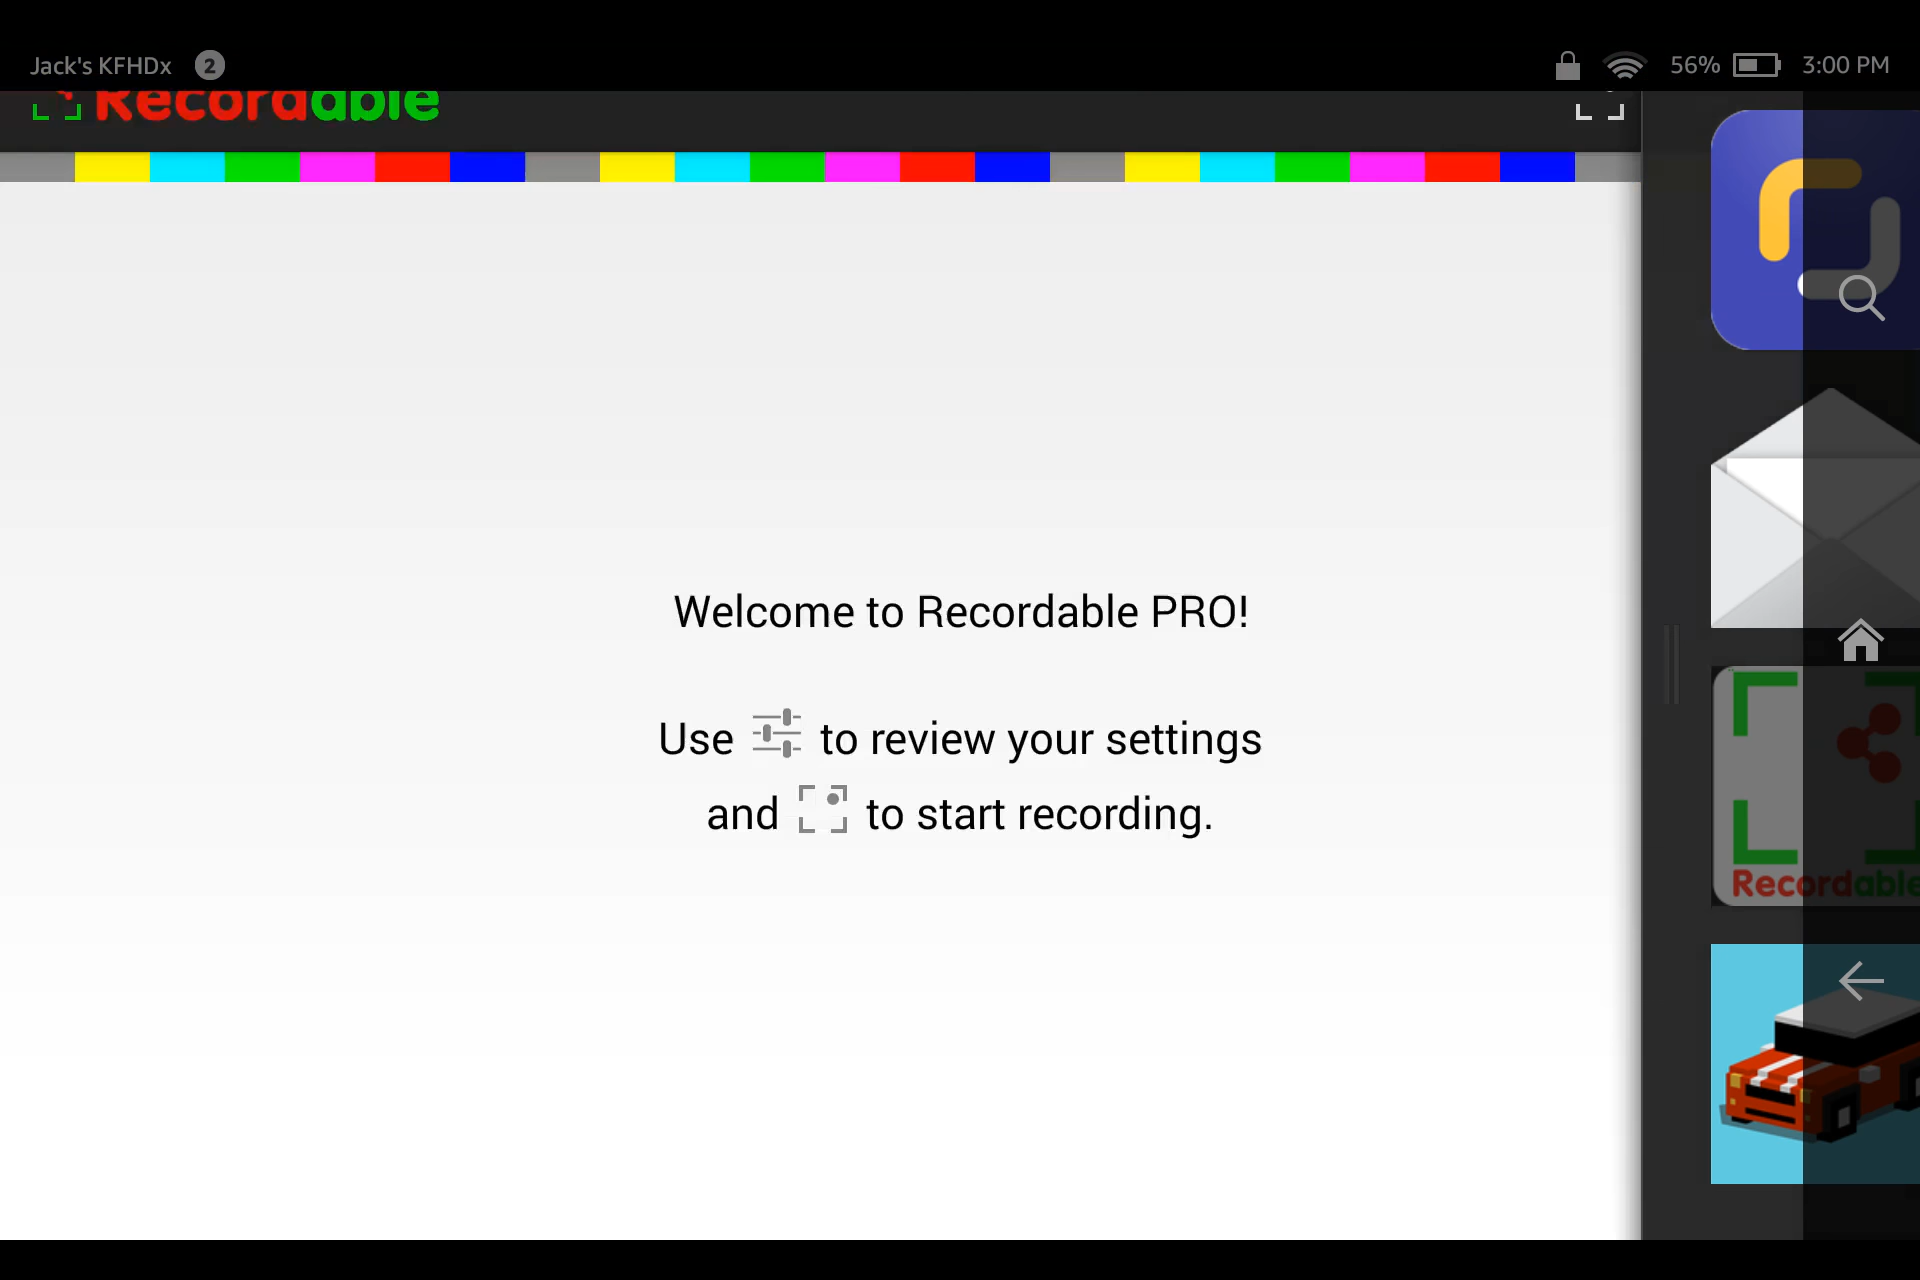 Jack's KFHDx 2 56% 3:00 PM
Recordable
Welcome to Recordable PRO!
Use to review your settings
and to start recording.
Recordable